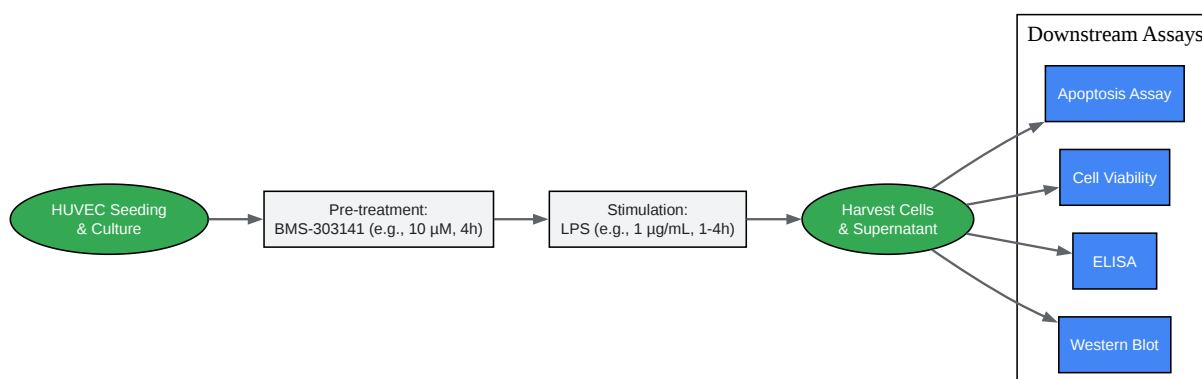 HUVEC Seeding
& Culture
Pre-treatment:
BMS-303141 (e.g., 10 µM, 4h)
Stimulation:
LPS (e.g., 1 µg/mL, 1-4h)
Harvest Cells
& Supernatant
Downstream Assays
Apoptosis Assay
Cell Viability
ELISA
Western Blot